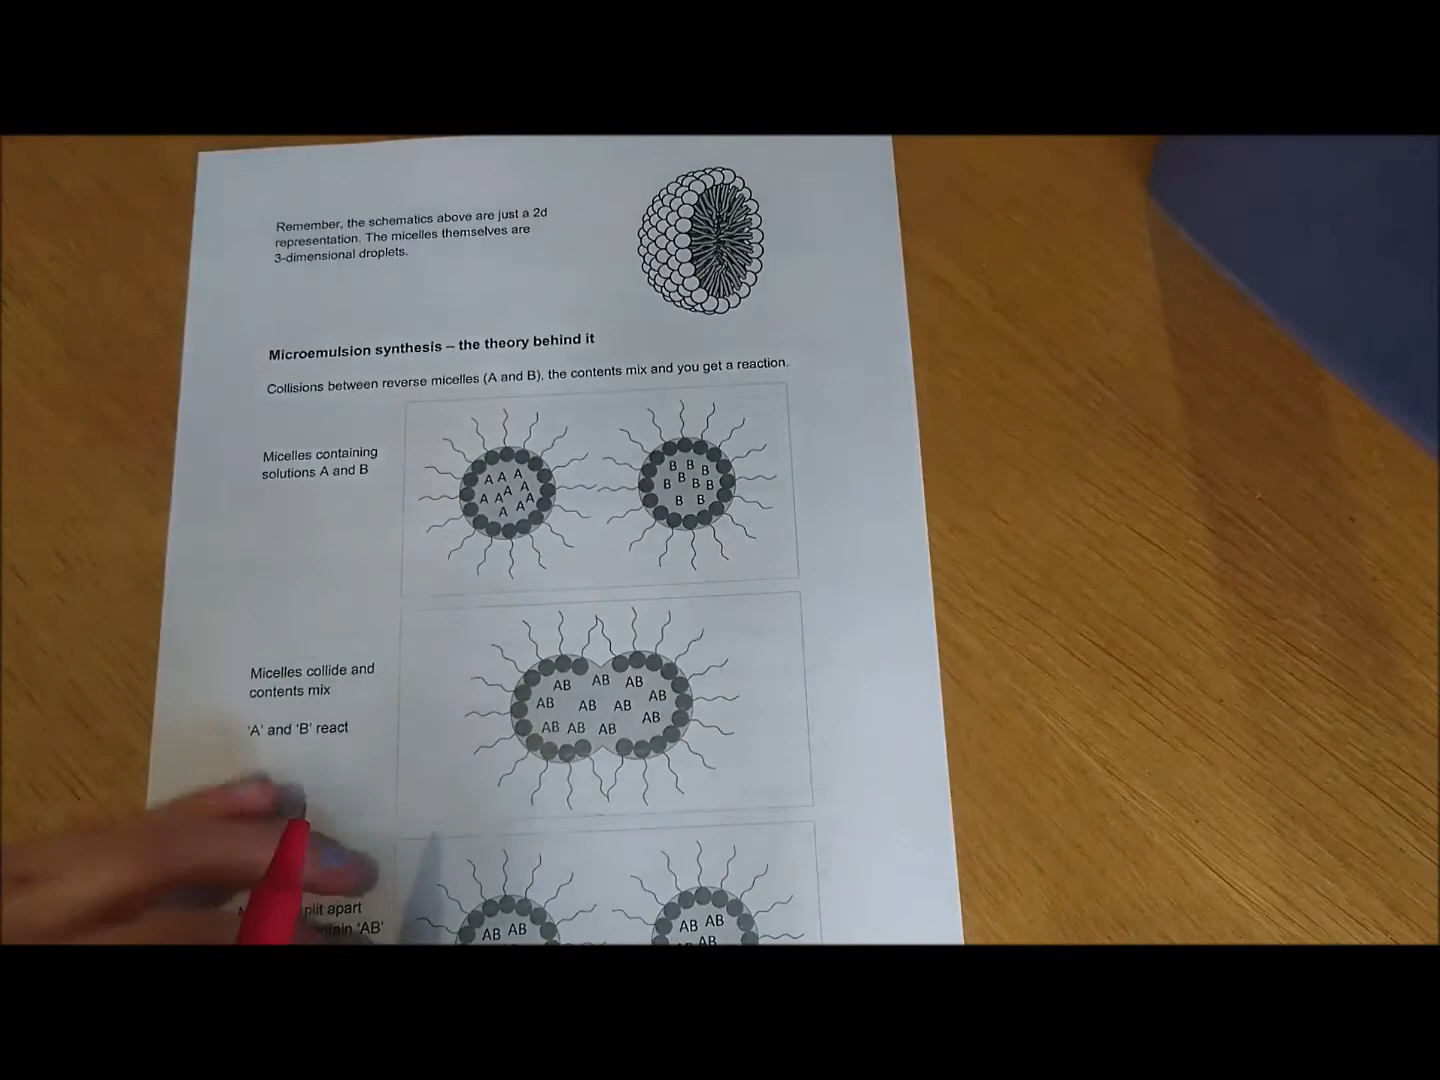 Remember, the schematics above are just a 2d
representation. The micelles themselves are
3-dimensional droplets.
Microemulsion synthesis – the theory behind it
Collisions between reverse micelles (A and B), the contents mix and you get a reaction.
Micelles containing
solutions A and B
A A A
A A A A A
A A
B B B
B B B B
B B
Micelles collide and
contents mix
'A' and 'B' react
AB AB AB
AB AB AB AB
AB AB AB AB
split apart
'AB'
AB AB
AB AB
AB